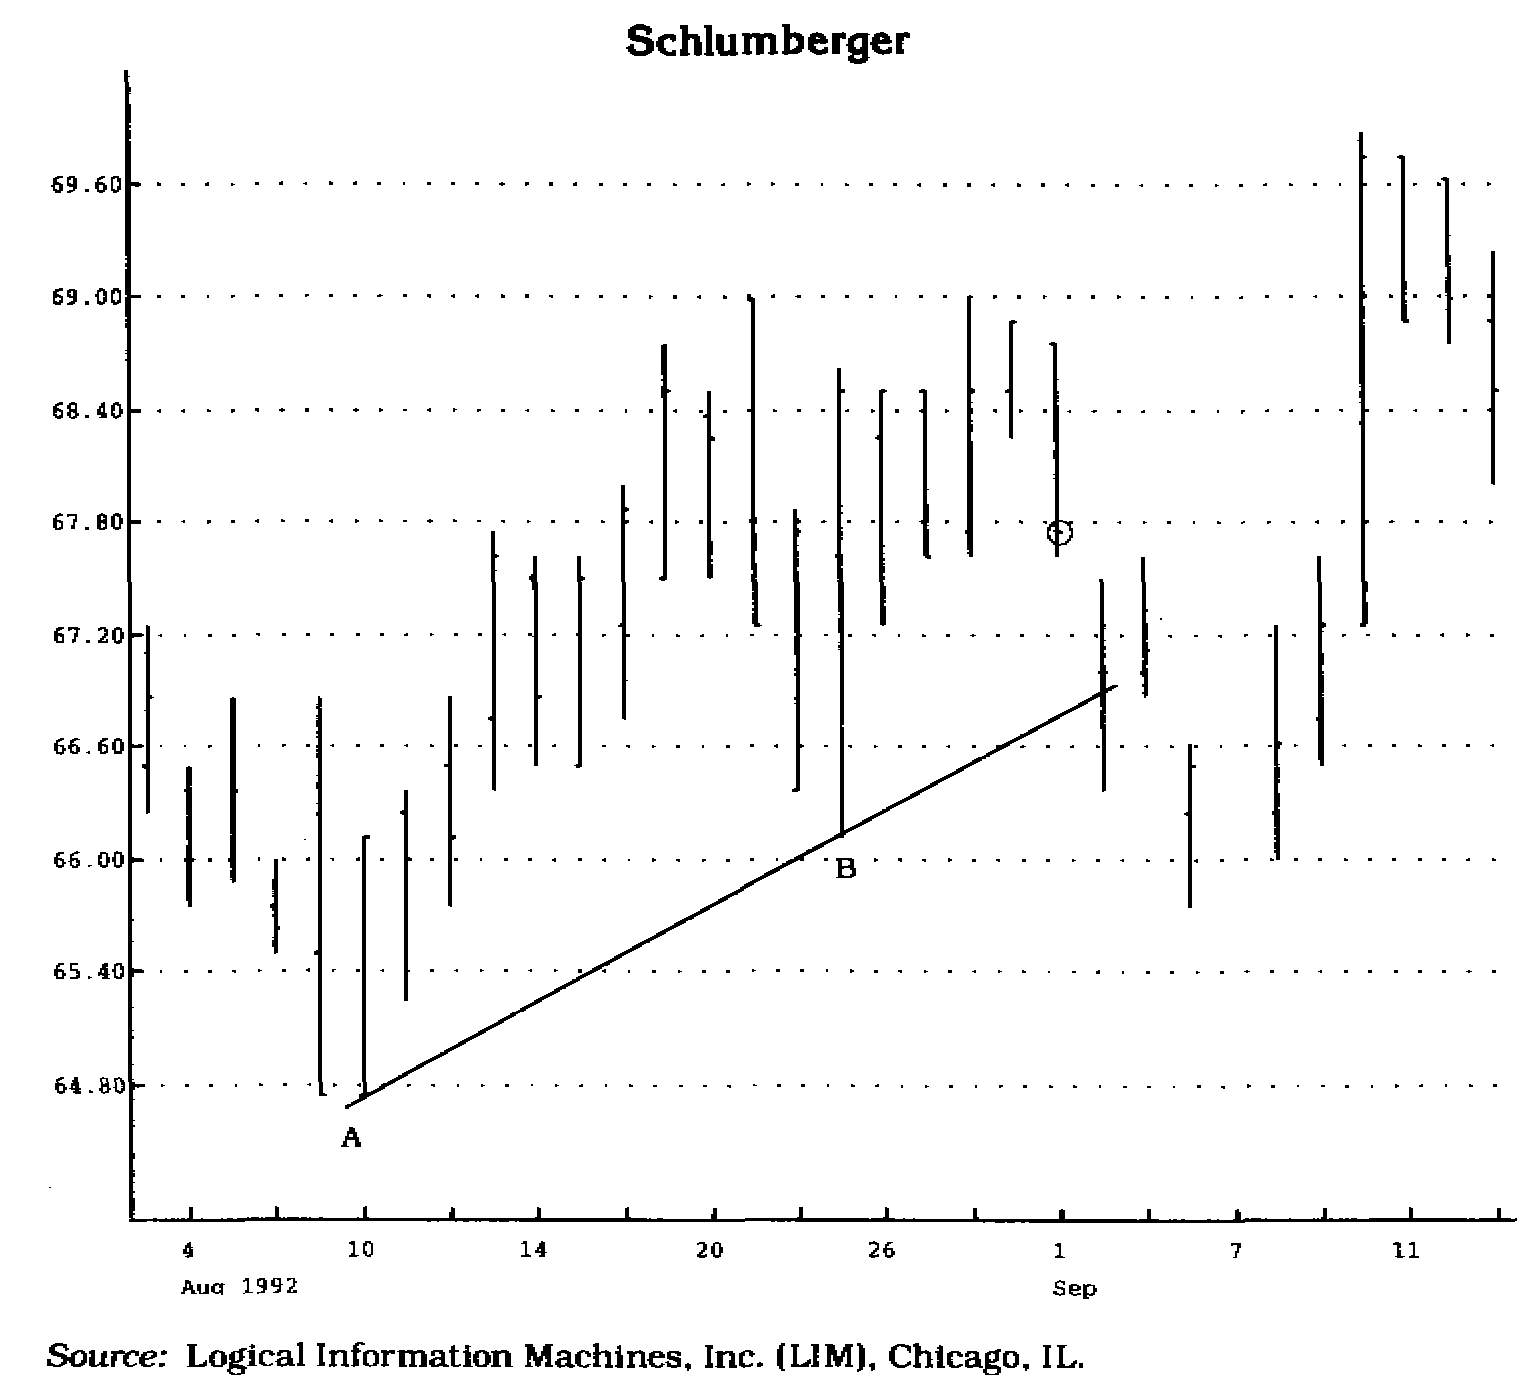 Schlumberger
69.60
69.00
68.40
67.80
67.20
66.60
66.00
65.40
64.80
A
B
4 10 14 20 26 1 7 11
Aug 1992 Sep
Source: Logical Information Machines, Inc. (LIM), Chicago, IL.